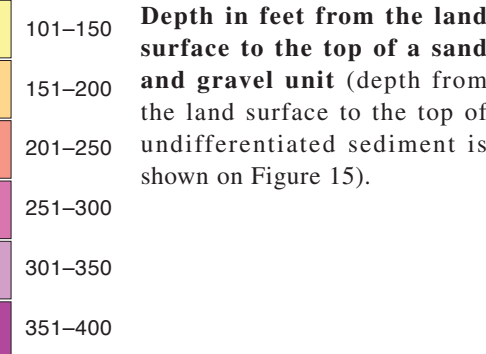 101–150
151–200
201–250
251–300
301–350
351–400
Depth in feet from the land
surface to the top of a sand
and gravel unit (depth from
the land surface to the top of
undifferentiated sediment is
shown on Figure 15).